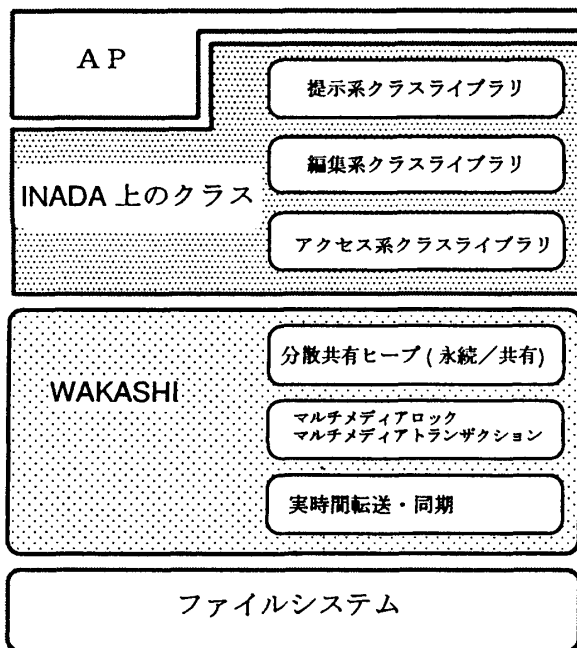 AP
提示系クラスライブラリ
編集系クラスライブラリ
INADA 上のクラス
アクセス系クラスライブラリ
分散共有ヒープ (永続／共有)
WAKASHI
マルチメディアロック
マルチメディアトランザクション
実時間転送・同期
ファイルシステム